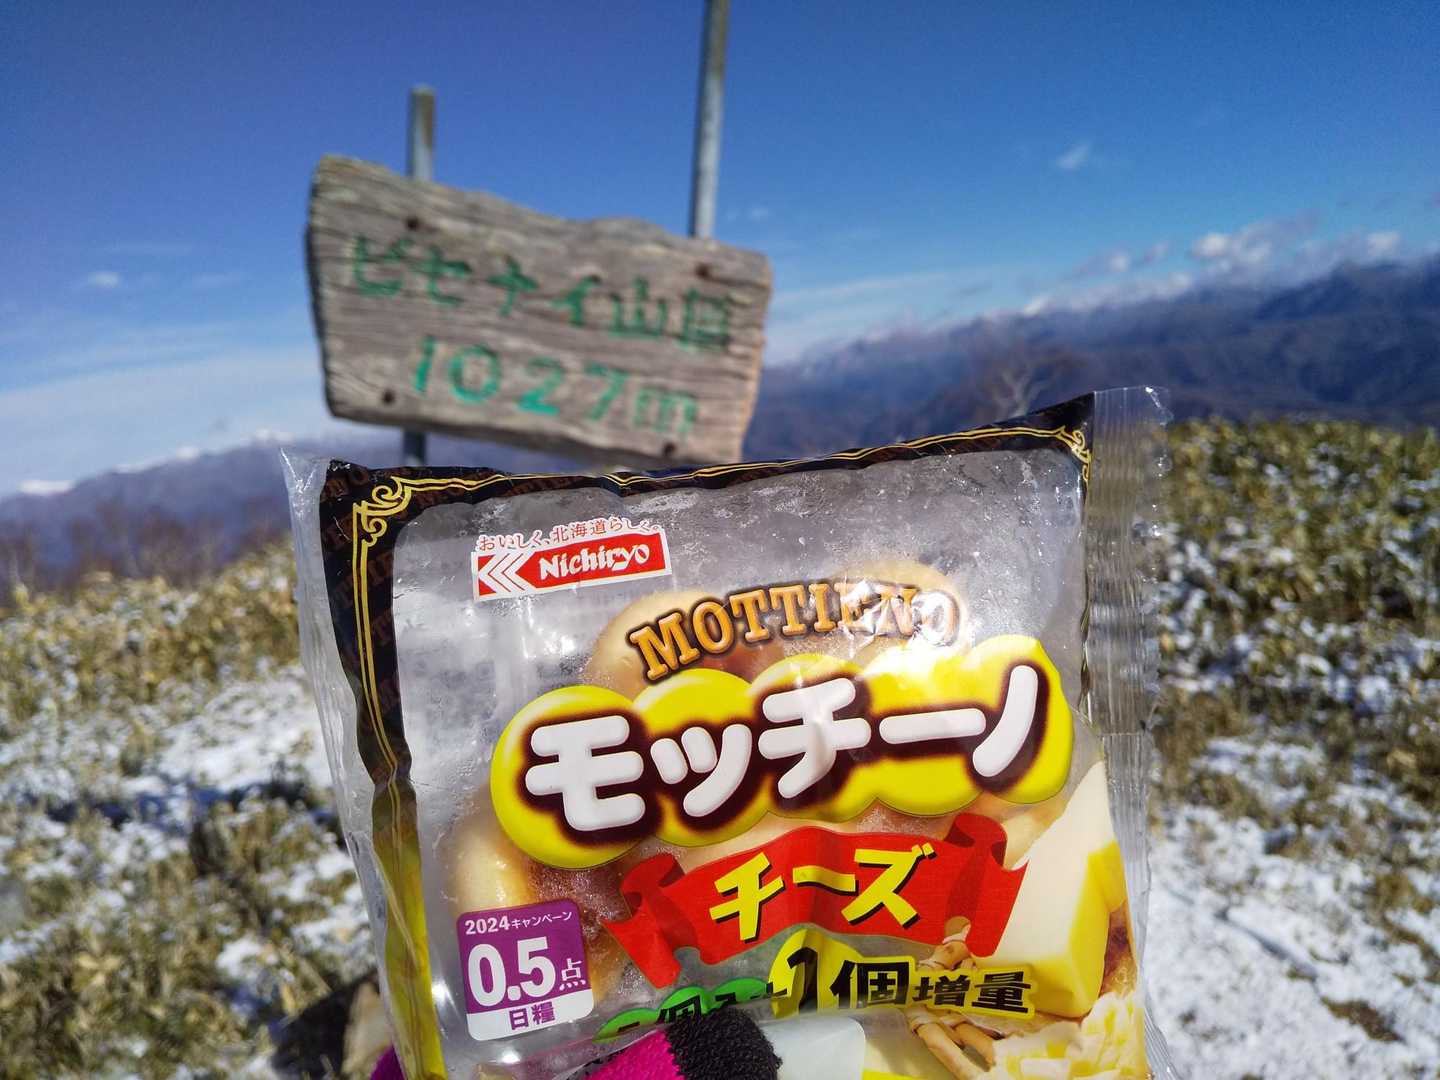 ビセナイ山頂
1027m
おいしく、北海道らしく。
Nichiryo
MOTTIENO
モッチーノ
チーズ
2024キャンペーン
0.5点
日糧
1個増量